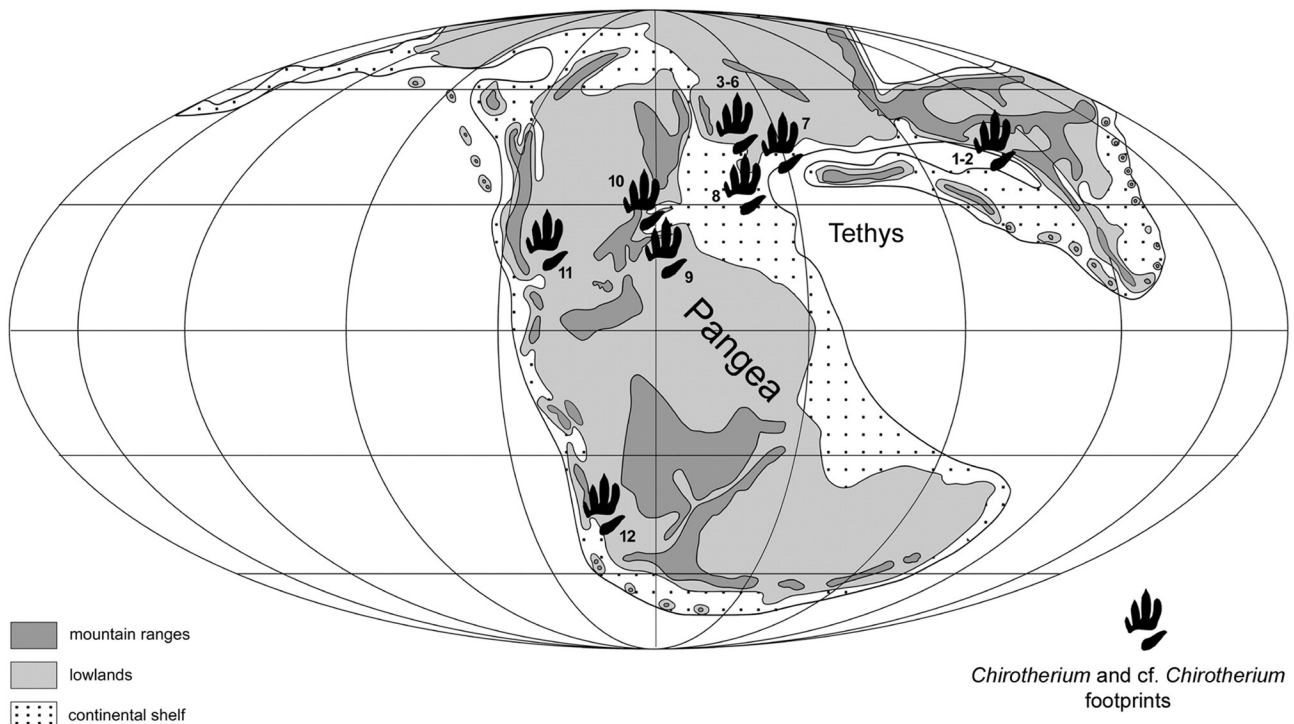 3-6
7
1-2
10
8
Tethys
11
9
Pangea
12
mountain ranges
lowlands
continental shelf
Chirotherium and cf. Chirotherium
footprints